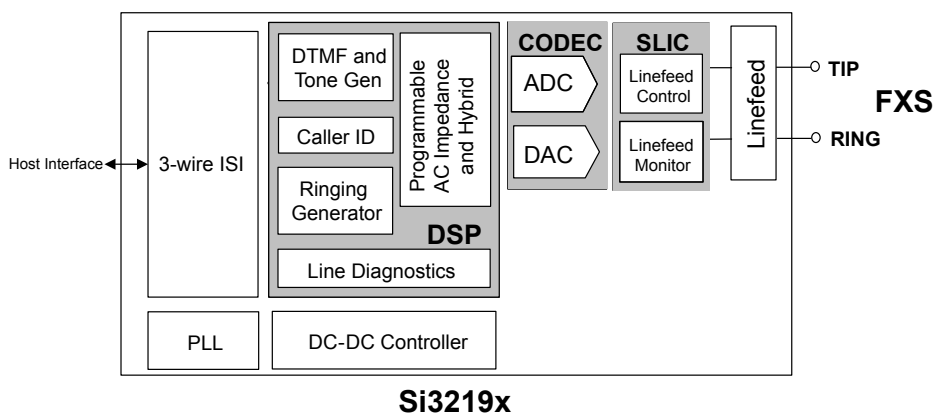 Host Interface
3-wire ISI
DTMF and
Tone Gen
Caller ID
Ringing
Generator
Programmable
AC Impedance
and Hybrid
DSP
Line Diagnostics
CODEC
ADC
DAC
SLIC
Linefeed
Control
Linefeed
Monitor
Linefeed
TIP
FXS
RING
PLL
DC-DC Controller
Si3219x